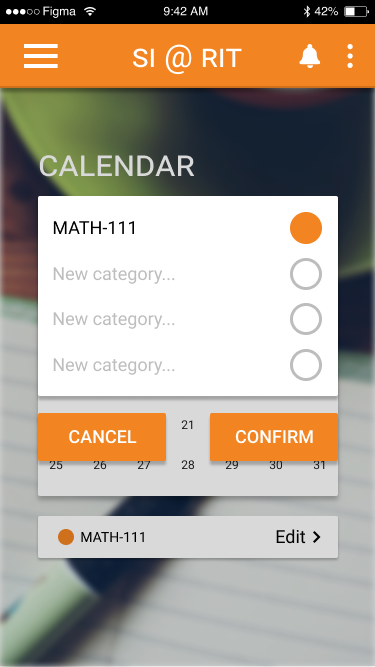 Figma 9:42 AM 42%
SI @ RIT
CALENDAR
MATH-111
New category...
New category...
New category...
21
CANCEL CONFIRM
25 26 27 28 29 30 31
MATH-111 Edit